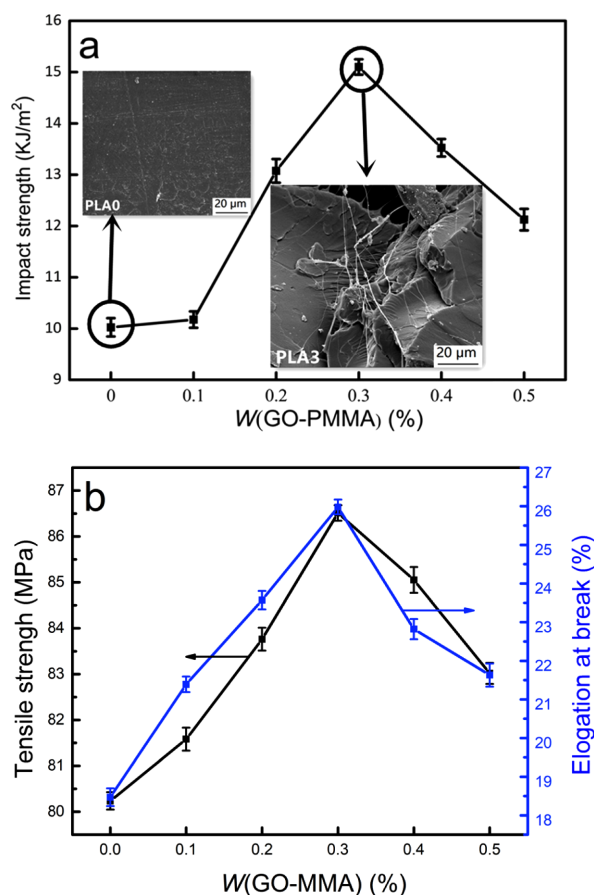 a
16
15
14
13
12
11
10
9
Impact strength (KJ/m²)
PLA0
20 μm
PLA3
20 μm
0 0.1 0.2 0.3 0.4 0.5
W(GO-PMMA) (%)
b
87
86
85
84
83
82
81
80
Tensile strengh (MPa)
27
26
25
24
23
22
21
20
19
18
Elogation at break (%)
0.0 0.1 0.2 0.3 0.4 0.5
W(GO-MMA) (%)